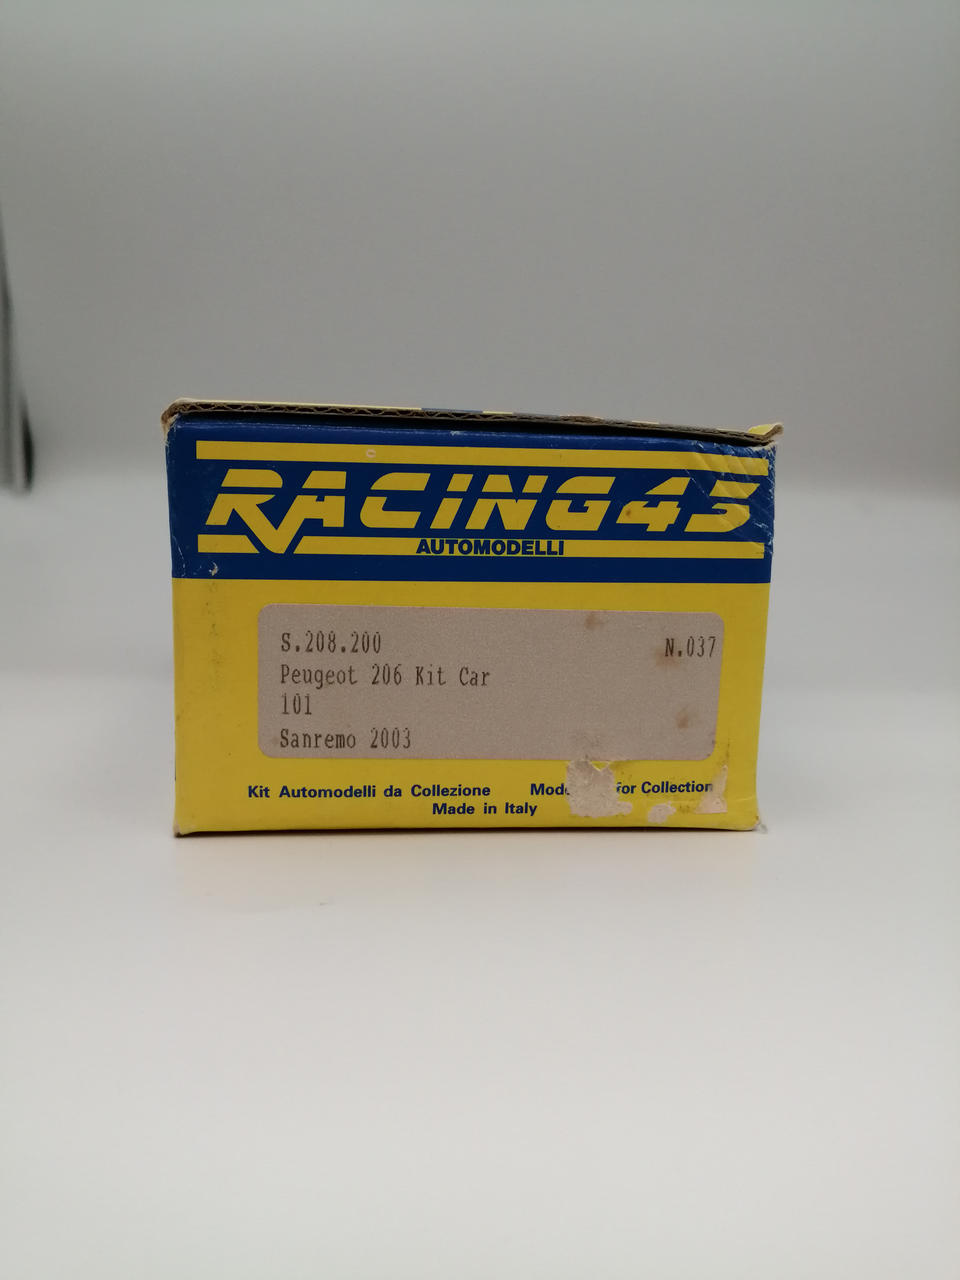 RACING43
AUTOMODELLI
S.208.200 N.037
Peugeot 206 Kit Car
101
Sanremo 2003
Kit Automodelli da Collezione for Collection
Made in Italy